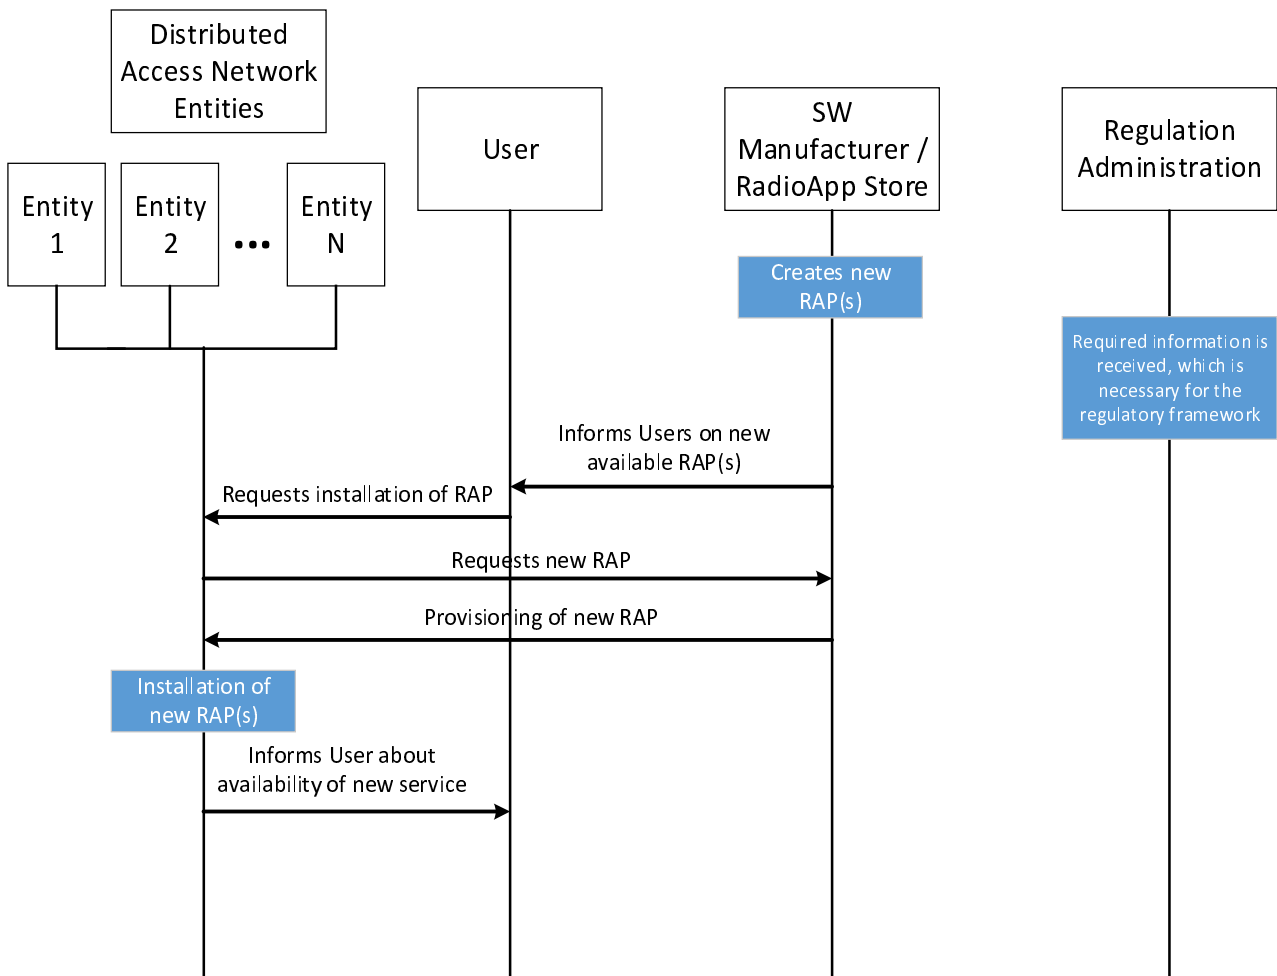 Distributed
Access Network
Entities
User
SW
Manufacturer /
RadioApp Store
Regulation
Administration
Entity
1
Entity
2
...
Entity
N
Creates new
RAP(s)
Required information is
received, which is
necessary for the
regulatory framework
Informs Users on new
available RAP(s)
Requests installation of RAP
Requests new RAP
Provisioning of new RAP
Installation of
new RAP(s)
Informs User about
availability of new service